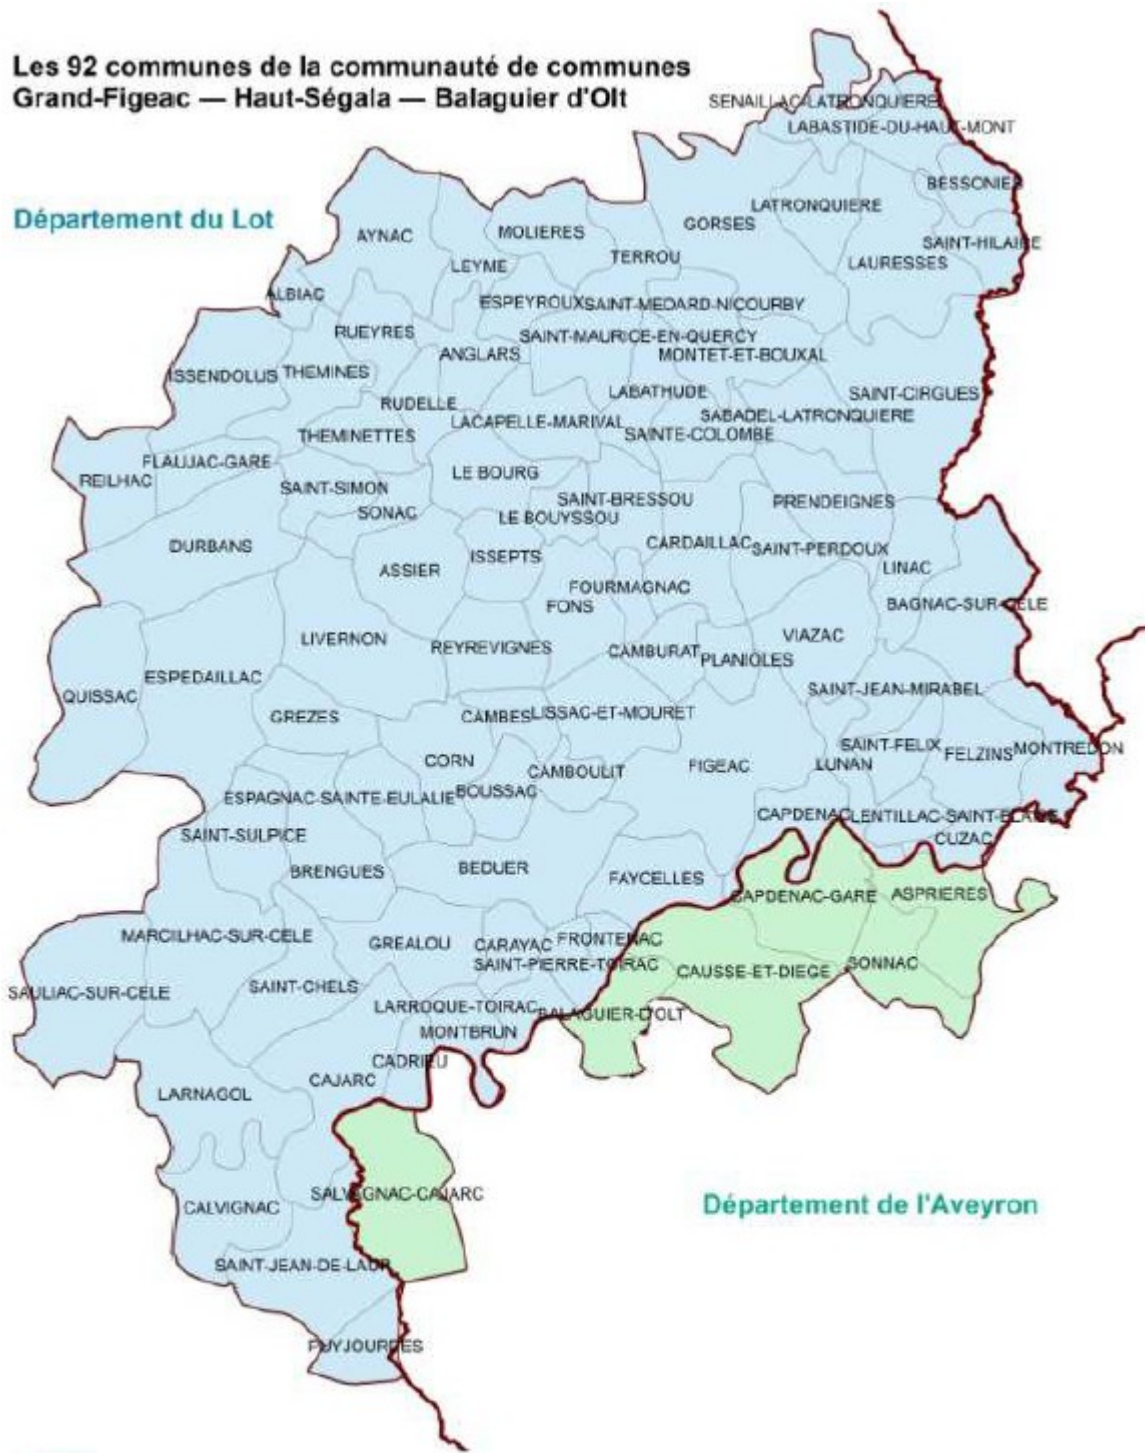 Les 92 communes de la communauté de communes
Grand-Figeac — Haut-Ségala — Balaguier d'Olt
SENAILLAC-LATRONQUIERE
LABASTIDE-DU-HAUT-MONT
BESSONIES
Département du Lot
LATRONQUIERE
GORSES
AYNAC
MOLIERES
SAINT-HILAIRE
TERROU
LEYME
LAURESSES
ALBIAC
ESPEYROUX
SAINT-MEDARD-NICOURBY
RUEYRES
SAINT-MAURICE-EN-QUERCY
ANGLARS
MONTET-ET-BOUXAL
ISSENDOLUS
THEMINES
LABATHUDE
SAINT-CIRGUES
RUDELLE
SABADEL-LATRONQUIERE
LACAPELLE-MARIVAL
THEMINETTES
SAINTE-COLOMBE
FLAUJAC-GARE
LE BOURG
REILHAC
SAINT-SIMON
SAINT-BRESSOU
PRENDEIGNES
SONAC
LE BOUYSSOU
DURBANS
CARDAILLAC
SAINT-PERDOUX
ISSEPTS
ASSIER
LINAC
FOURMAGNAC
FONS
BAGNAC-SUR-CELE
LIVERNON
VIAZAC
REYREVIGNES
CAMBURAT
PLANIOLES
ESPEDAILLAC
SAINT-JEAN-MIRABEL
QUISSAC
GREZES
CAMBES
LISSAC-ET-MOURET
SAINT-FELIX
FELZINS
MONTREDON
CORN
CAMBOULIT
FIGEAC
LUNAN
ESPAGNAC-SAINTE-EULALIE
BOUSSAC
CAPDENAC
LENTILLAC-SAINT-BLAISE
SAINT-SULPICE
CUZAC
BRENGUES
BEDUER
FAYCELLES
CAPDENAC-GARE
ASPRIERES
MARCILHAC-SUR-CELE
GREALOU
CARAYAC
FRONTENAC
SAINT-PIERRE-TOIRAC
CAUSSE-ET-DIEGE
SONNAC
SAULIAC-SUR-CELE
SAINT-CHELS
LARROQUE-TOIRAC
BALAGUIER-D'OLT
MONTBRUN
CADRIEU
CAJARC
LARNAGOL
SALVAGNAC-CAJARC
CALVIGNAC
Département de l'Aveyron
SAINT-JEAN-DE-LAUR
PUYJOURDES